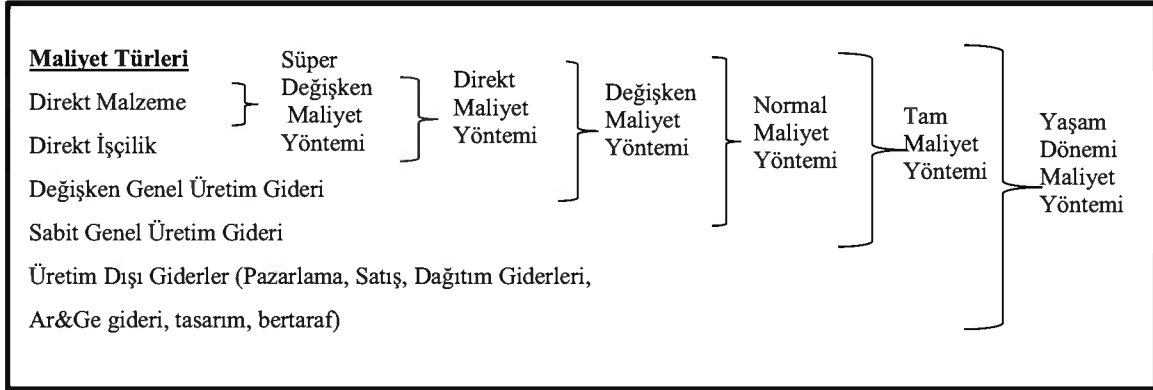 Maliyet Türleri
Direkt Malzeme
Direkt İşçilik
Değişken Genel Üretim Gideri
Sabit Genel Üretim Gideri
Üretim Dışı Giderler (Pazarlama, Satış, Dağıtım Giderleri,
Ar&Ge gideri, tasarım, bertaraf)
Süper
Değişken
Maliyet
Yöntemi
Direkt
Maliyet
Yöntemi
Değişken
Maliyet
Yöntemi
Normal
Maliyet
Yöntemi
Tam
Maliyet
Yöntemi
Yaşam
Dönemi
Maliyet
Yöntemi